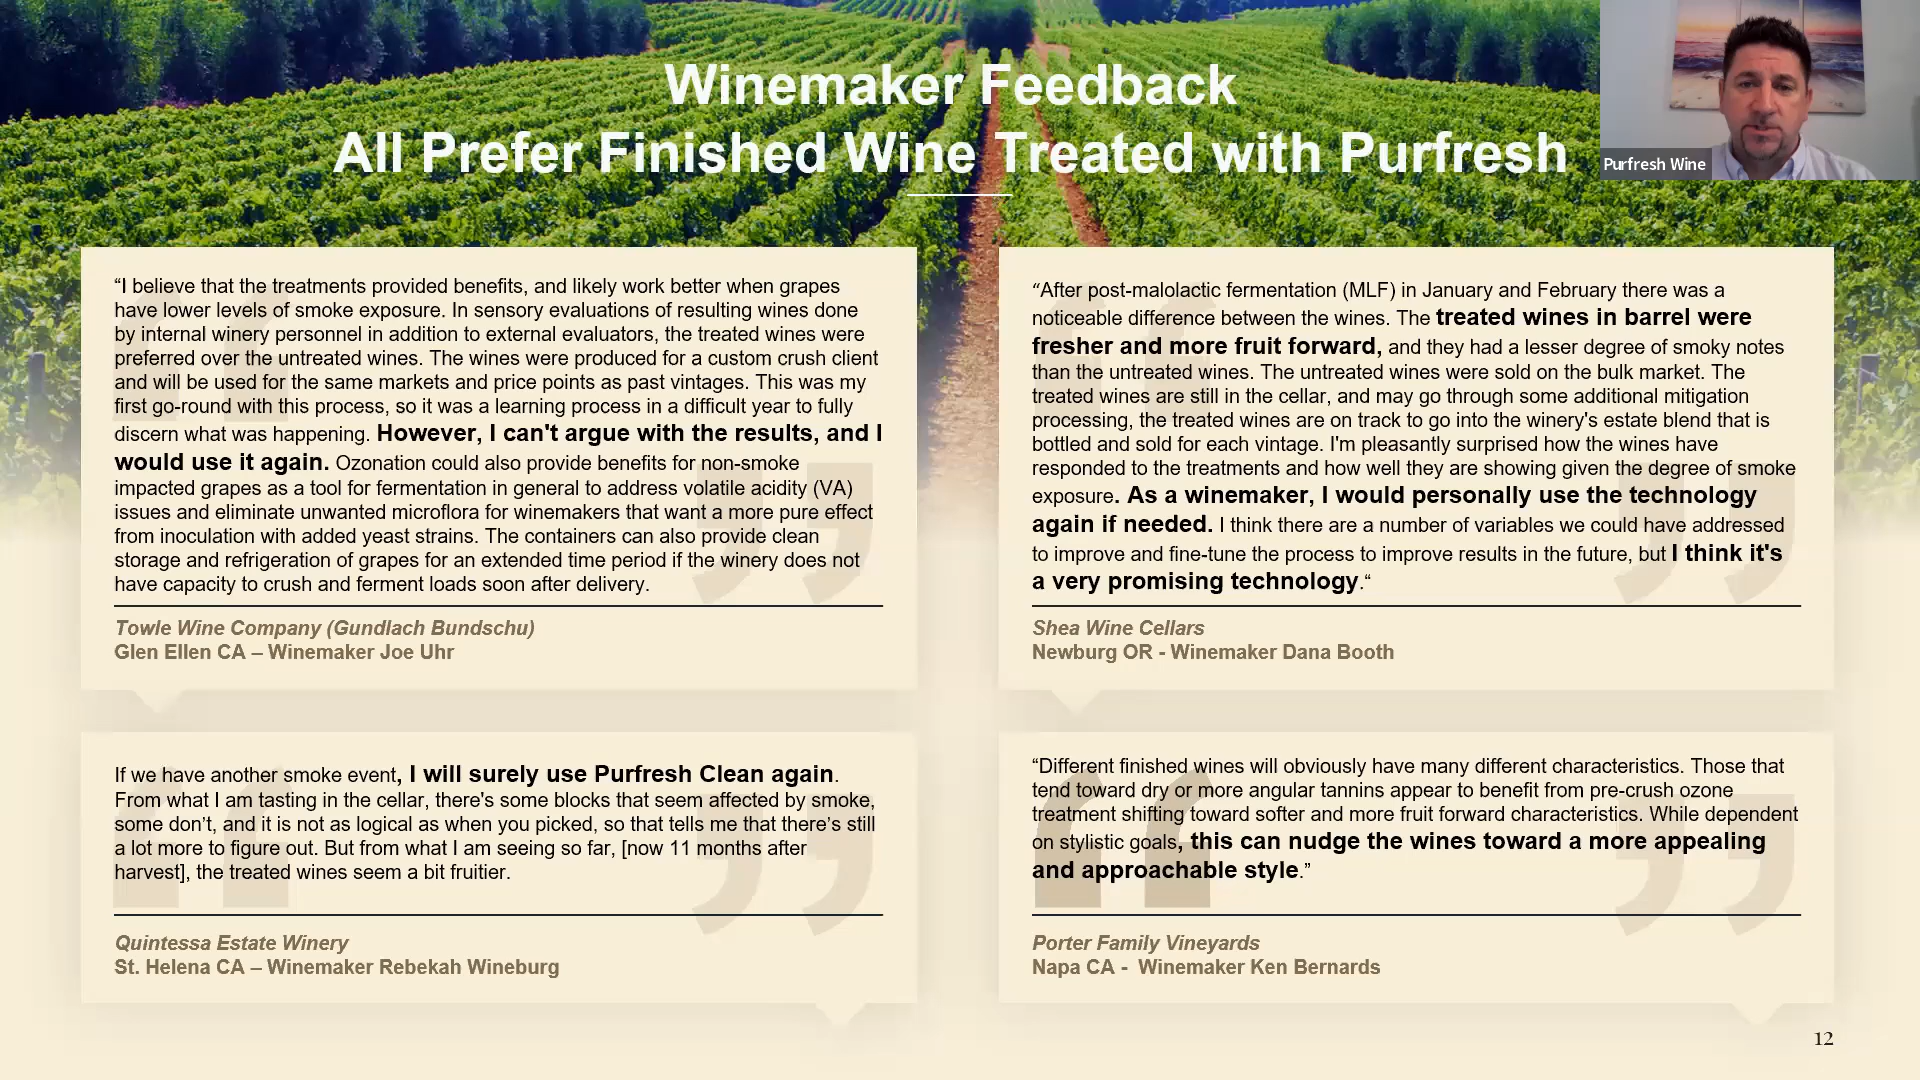 Winemaker Feedback
All Prefer Finished Wine Treated with Purfresh
Purfresh Wine
“I believe that the treatments provided benefits, and likely work better when grapes
have lower levels of smoke exposure. In sensory evaluations of resulting wines done
by internal winery personnel in addition to external evaluators, the treated wines were
preferred over the untreated wines. The wines were produced for a custom crush client
and will be used for the same markets and price points as past vintages. This was my
first go-round with this process, so it was a learning process in a difficult year to fully
discern what was happening. However, I can't argue with the results, and I
would use it again. Ozonation could also provide benefits for non-smoke
impacted grapes as a tool for fermentation in general to address volatile acidity (VA)
issues and eliminate unwanted microflora for winemakers that want a more pure effect
from inoculation with added yeast strains. The containers can also provide clean
storage and refrigeration of grapes for an extended time period if the winery does not
have capacity to crush and ferment loads soon after delivery.
Towle Wine Company (Gundlach Bundschu)
Glen Ellen CA – Winemaker Joe Uhr
“After post-malolactic fermentation (MLF) in January and February there was a
noticeable difference between the wines. The treated wines in barrel were
fresher and more fruit forward, and they had a lesser degree of smoky notes
than the untreated wines. The untreated wines were sold on the bulk market. The
treated wines are still in the cellar, and may go through some additional mitigation
processing, the treated wines are on track to go into the winery's estate blend that is
bottled and sold for each vintage. I'm pleasantly surprised how the wines have
responded to the treatments and how well they are showing given the degree of smoke
exposure. As a winemaker, I would personally use the technology
again if needed. I think there are a number of variables we could have addressed
to improve and fine-tune the process to improve results in the future, but I think it's
a very promising technology.“
Shea Wine Cellars
Newburg OR - Winemaker Dana Booth
If we have another smoke event, I will surely use Purfresh Clean again.
From what I am tasting in the cellar, there's some blocks that seem affected by smoke,
some don’t, and it is not as logical as when you picked, so that tells me that there’s still
a lot more to figure out. But from what I am seeing so far, [now 11 months after
harvest], the treated wines seem a bit fruitier.
Quintessa Estate Winery
St. Helena CA – Winemaker Rebekah Wineburg
“Different finished wines will obviously have many different characteristics. Those that
tend toward dry or more angular tannins appear to benefit from pre-crush ozone
treatment shifting toward softer and more fruit forward characteristics. While dependent
on stylistic goals, this can nudge the wines toward a more appealing
and approachable style.”
Porter Family Vineyards
Napa CA - Winemaker Ken Bernards
12